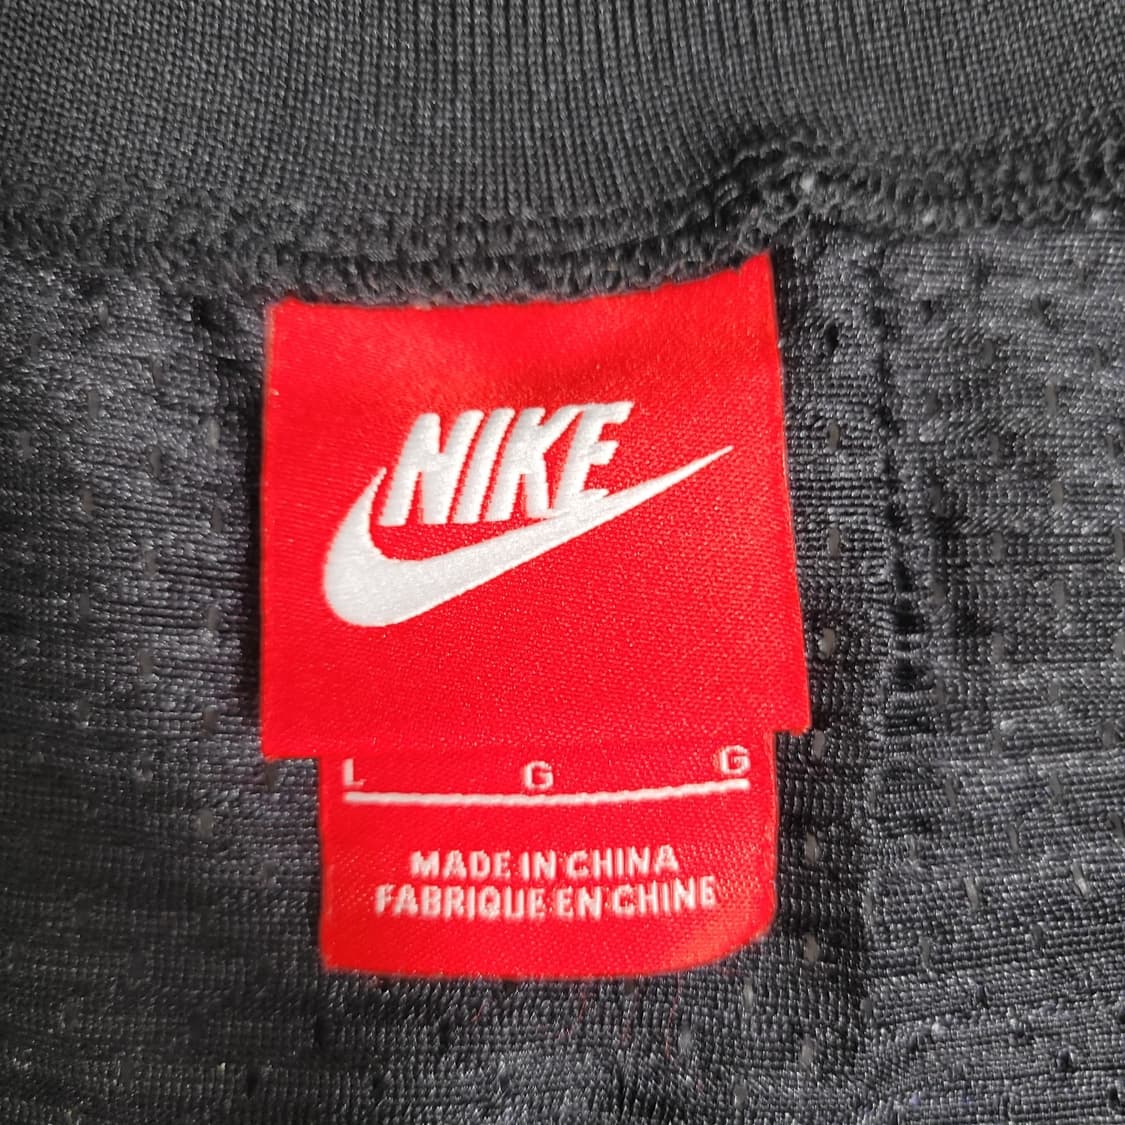 NIKE
L G G
MADE IN CHINA
FABRIQUE EN CHINE